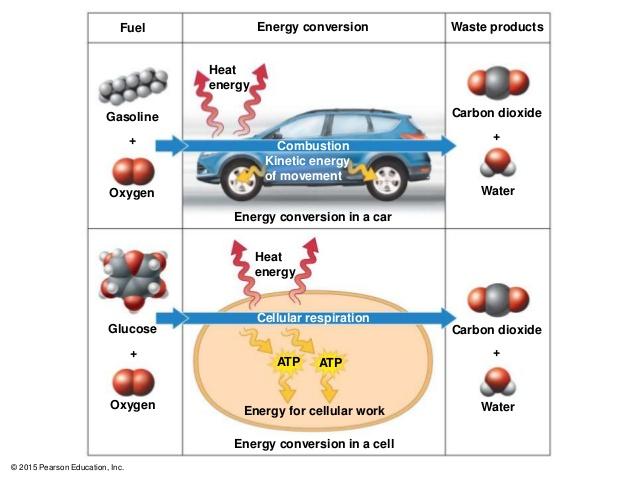 Fuel
Energy conversion
Waste products
Heat
energy
Gasoline
+
Oxygen
Combustion
Kinetic energy
of movement
Carbon dioxide
+
Water
Energy conversion in a car
Heat
energy
Glucose
+
Oxygen
Cellular respiration
ATP
ATP
Energy for cellular work
Carbon dioxide
+
Water
Energy conversion in a cell
© 2015 Pearson Education, Inc.